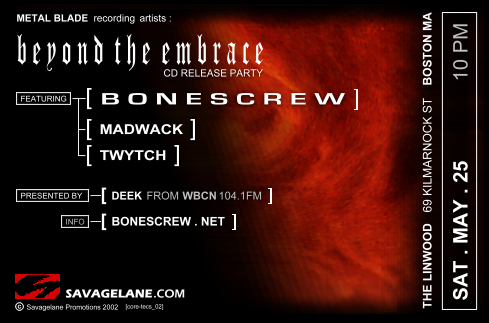 METAL BLADE recording artists :
beyond the embrace
CD RELEASE PARTY
FEATURING
[ BONESCREW ]
[ MADWACK ]
[ TWYTCH ]
PRESENTED BY [ DEEK FROM WBCN 104.1FM ]
INFO [ BONESCREW . NET ]
SAVAGELANE.COM
© Savagelane Promotions 2002 [core-tecs_02]
THE LINWOOD 69 KILMARNOCK ST BOSTON MA
SAT . MAY . 25 10 PM